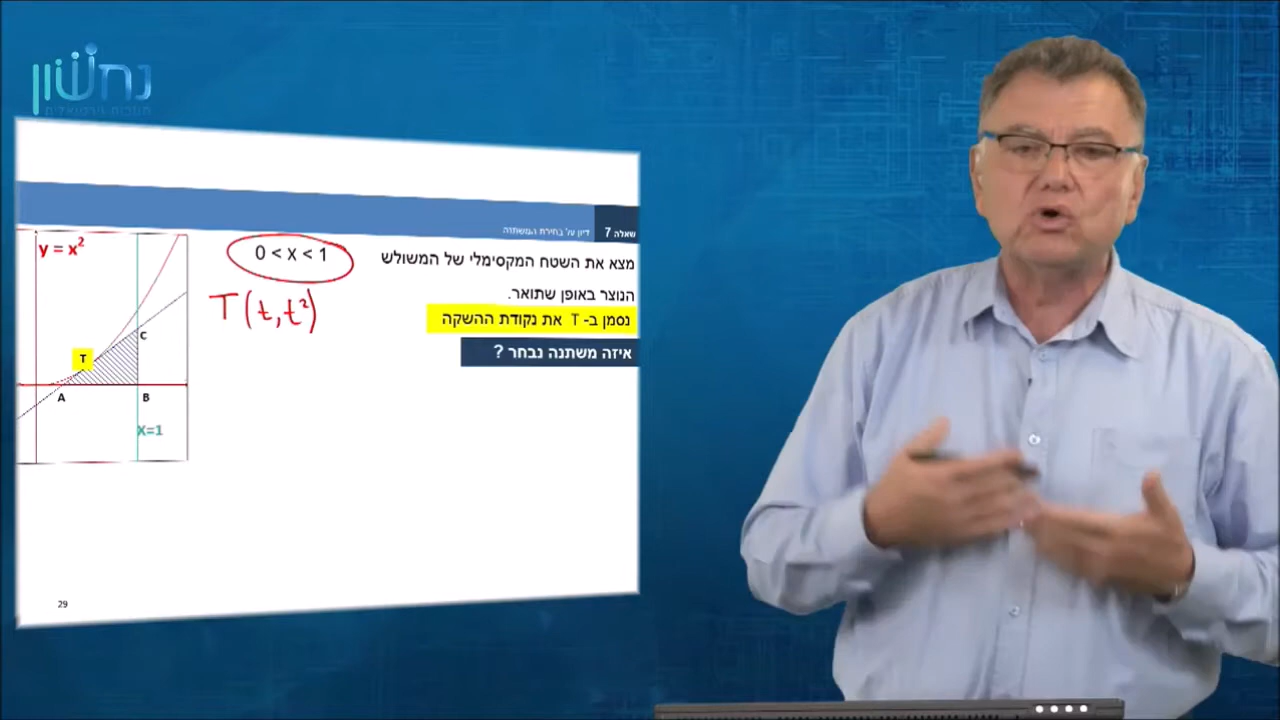 נחשון
שאלה 7 דיון על בחירת המשתנה
מצא את השטח המקסימלי של המשולש 0 < x < 1
הנוצר באופן שתואר.
T(t, t²)
נסמן ב- T את נקודת ההשקה
איזה משתנה נבחר ?
y = x²
C
T
A
B
X=1
29